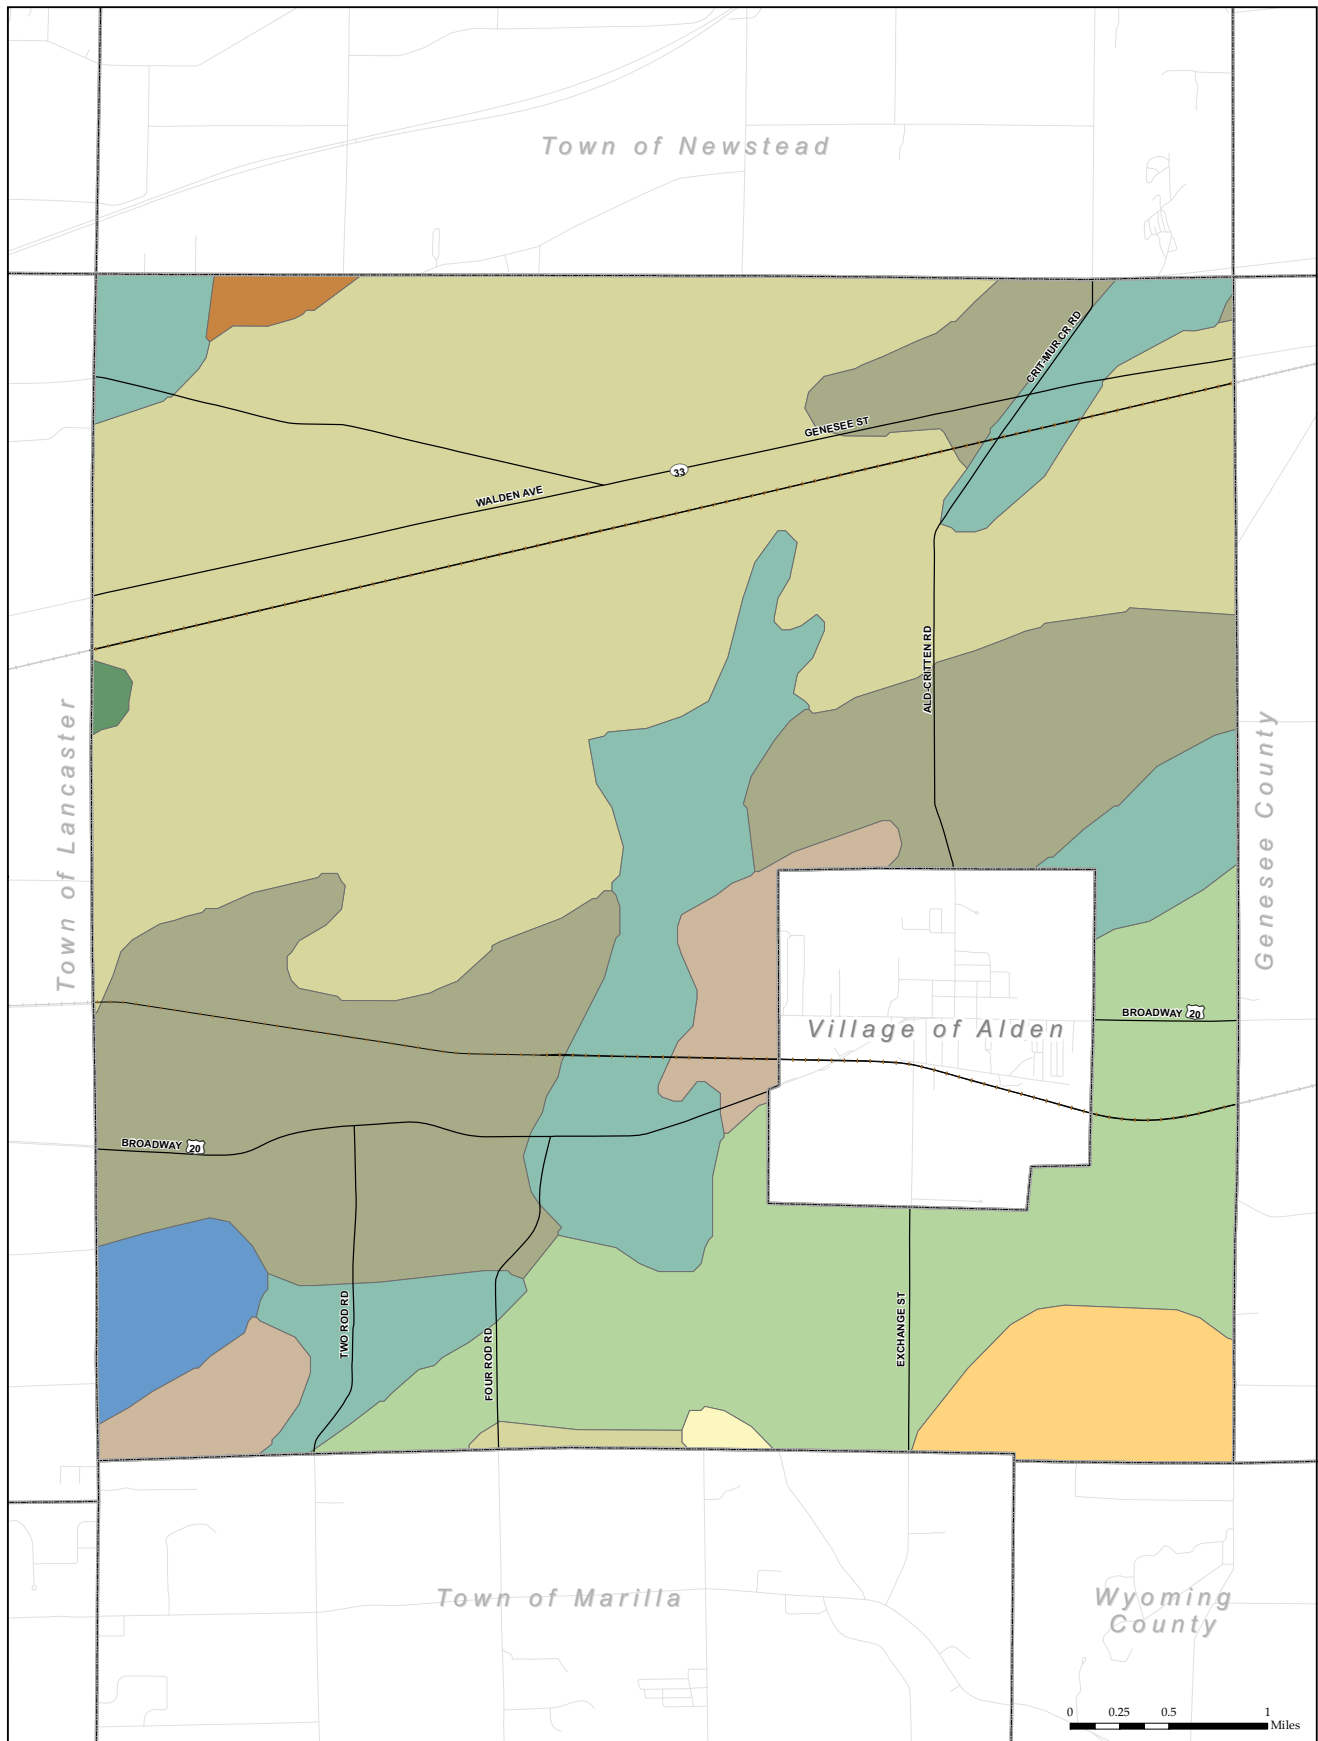 Town of Newstead
CRIT-MUR CR RD
GENESEE ST
33
WALDEN AVE
ALD-CRITTEN RD
Town of Lancaster
Genesee County
BROADWAY 20
Village of Alden
BROADWAY 20
TWO ROD RD
FOUR ROD RD
EXCHANGE ST
Town of Marilla
Wyoming
County
0 0.25 0.5 1
Miles